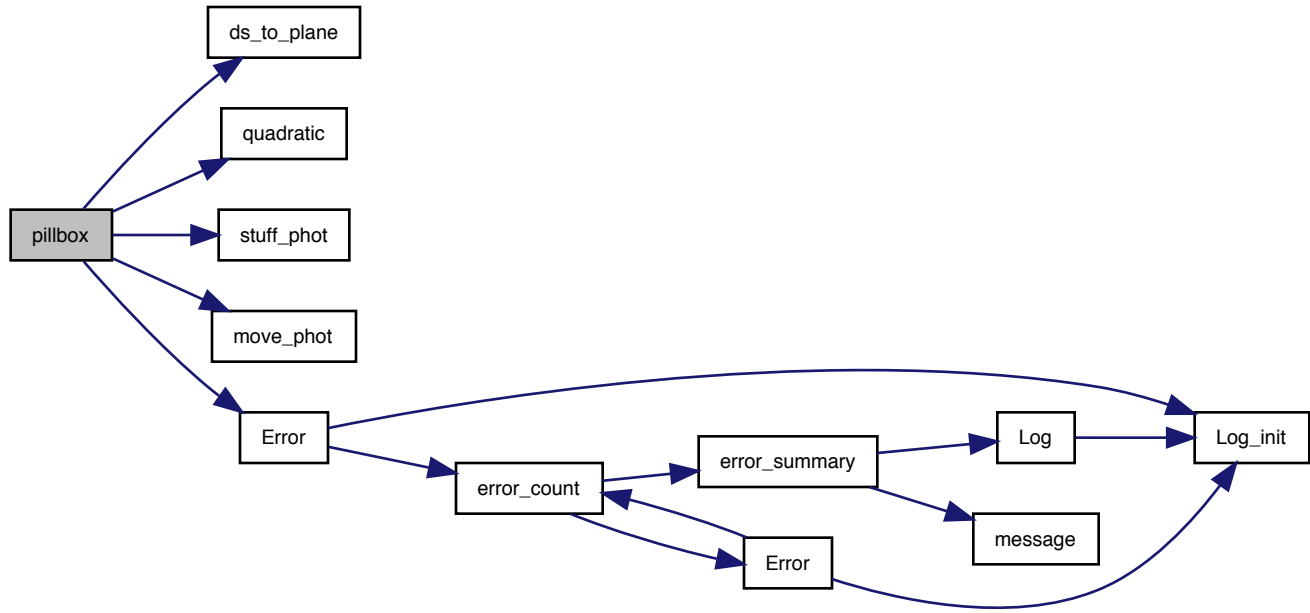 ds_to_plane
quadratic
pillbox
stuff_phot
move_phot
Error
error_count
error_summary
Log
Log_init
message
Error